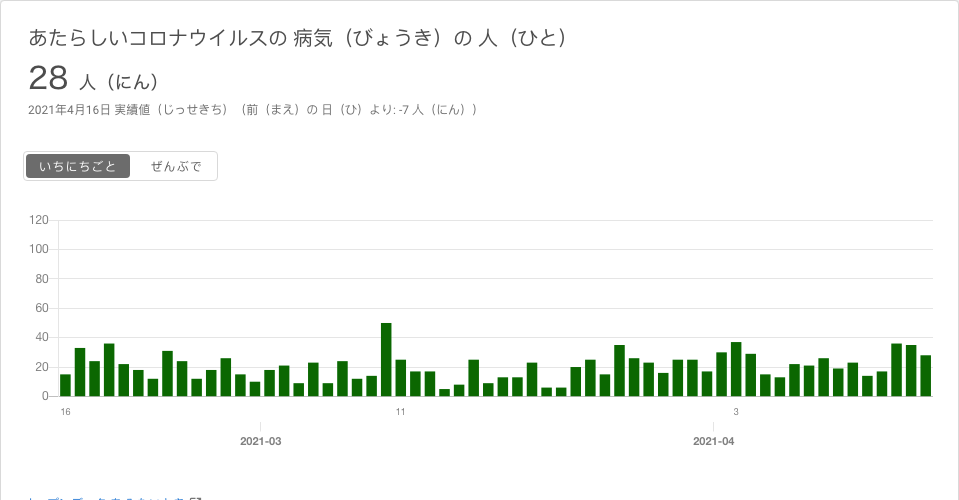 あたらしいコロナウイルスの 病気（びょうき）の 人（ひと）
28 人（にん）
2021年4月16日 実績値（じっせきち）（前（まえ）の 日（ひ）より: -7 人（にん））
いちにちごと ぜんぶで
120
100
80
60
40
20
0
16 11 3
2021-03 2021-04